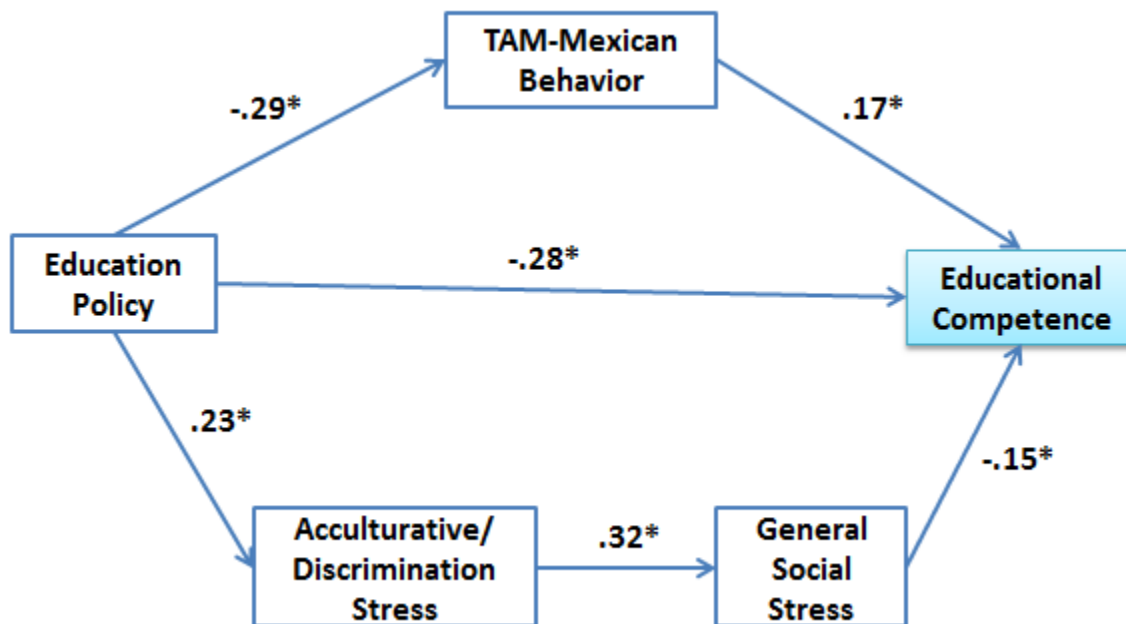 TAM-Mexican
Behavior
-.29*
.17*
Education
Policy
-.28*
Educational
Competence
.23*
-.15*
Acculturative/
Discrimination
Stress
.32*
General
Social
Stress